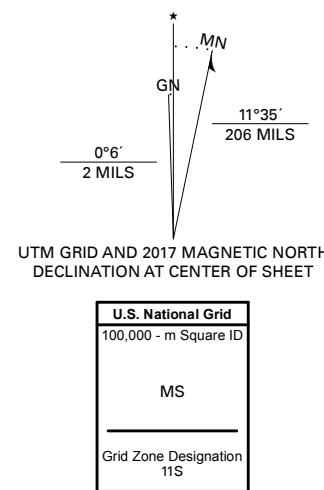 ★
MN
GN
11°35´
206 MILS
0°6´
2 MILS
UTM GRID AND 2017 MAGNETIC NORTH
DECLINATION AT CENTER OF SHEET
U.S. National Grid
100,000 - m Square ID
MS
Grid Zone Designation
11S